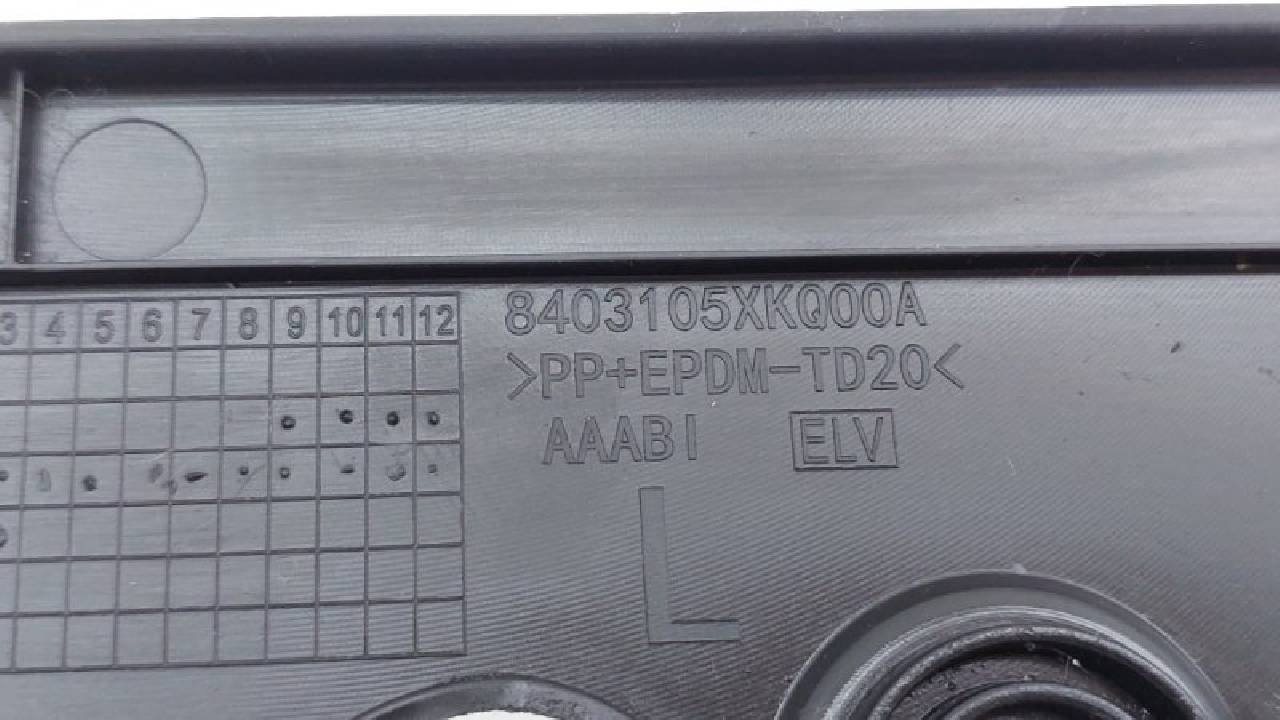 3 4 5 6 7 8 9 10 11 12
8403105XKQ00A
>PP+EPDM-TD20<
AAABI
ELV
L